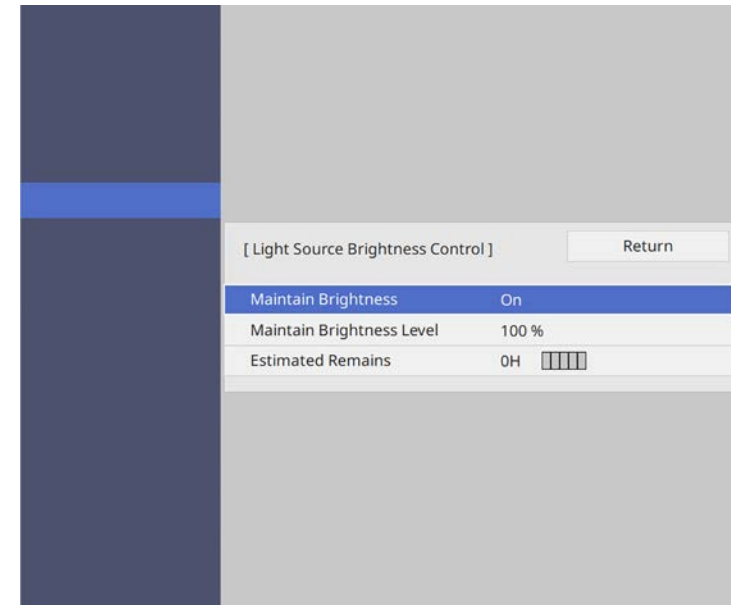 [ Light Source Brightness Control ] Return
Maintain Brightness On
Maintain Brightness Level 100 %
Estimated Remains 0H